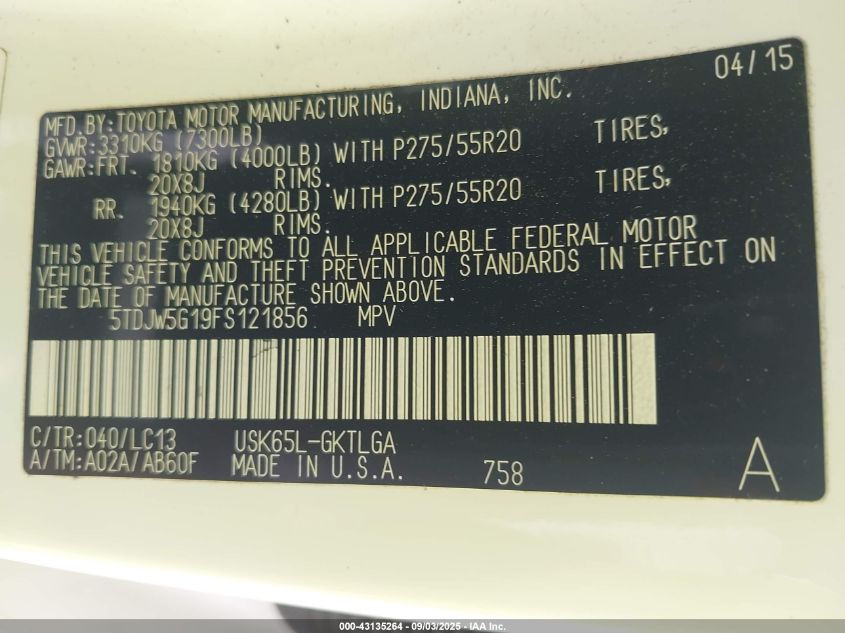 04/15
MFD.BY:TOYOTA MOTOR MANUFACTURING, INDIANA, INC.
GVWR:3310KG (7300LB)
GAWR:FRT. 1810KG (4000LB) WITH P275/55R20 TIRES,
20X8J RIMS.
RR. 1940KG (4280LB) WITH P275/55R20 TIRES,
20X8J RIMS.
THIS VEHICLE CONFORMS TO ALL APPLICABLE FEDERAL MOTOR
VEHICLE SAFETY AND THEFT PREVENTION STANDARDS IN EFFECT ON
THE DATE OF MANUFACTURE SHOWN ABOVE.
5TDJW5G19FS121856 MPV
C/TR:040/LC13 USK65L-GKTLGA
A/TM:A02A/AB60F MADE IN U.S.A. 758 A
000-43135264 - 09/03/2025 - IAA Inc.